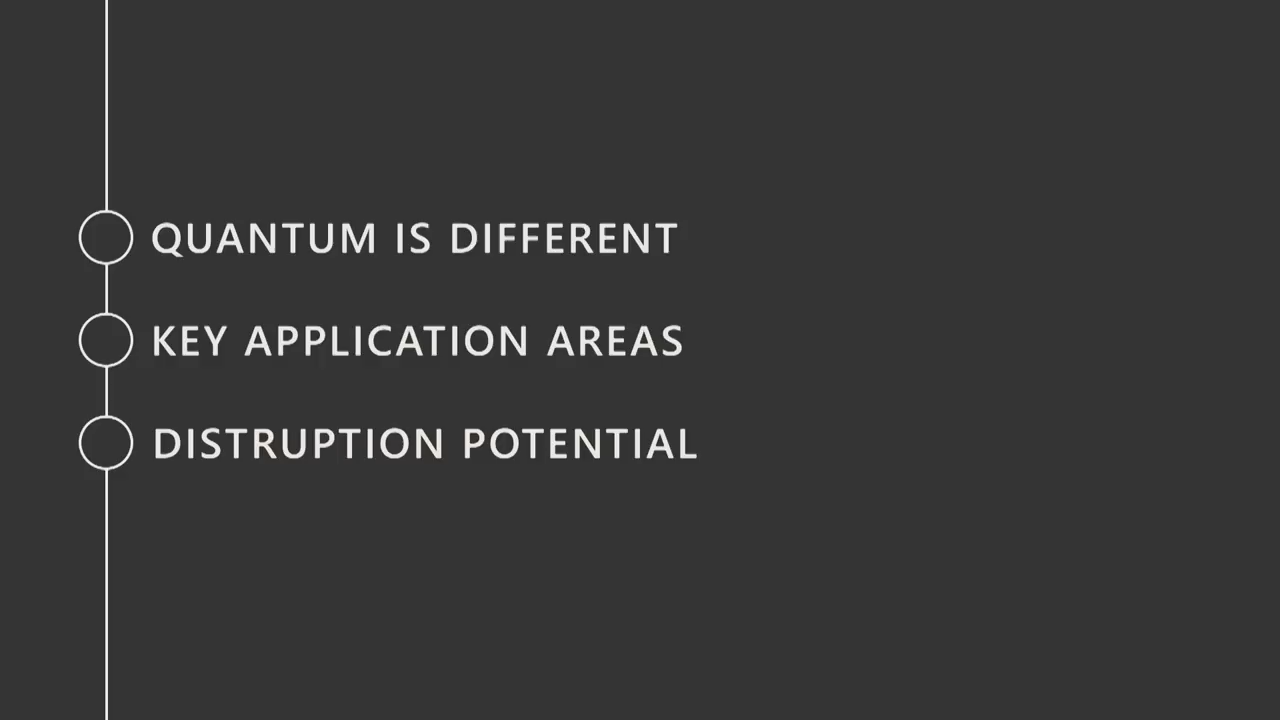 QUANTUM IS DIFFERENT
KEY APPLICATION AREAS
DISTRUPTION POTENTIAL